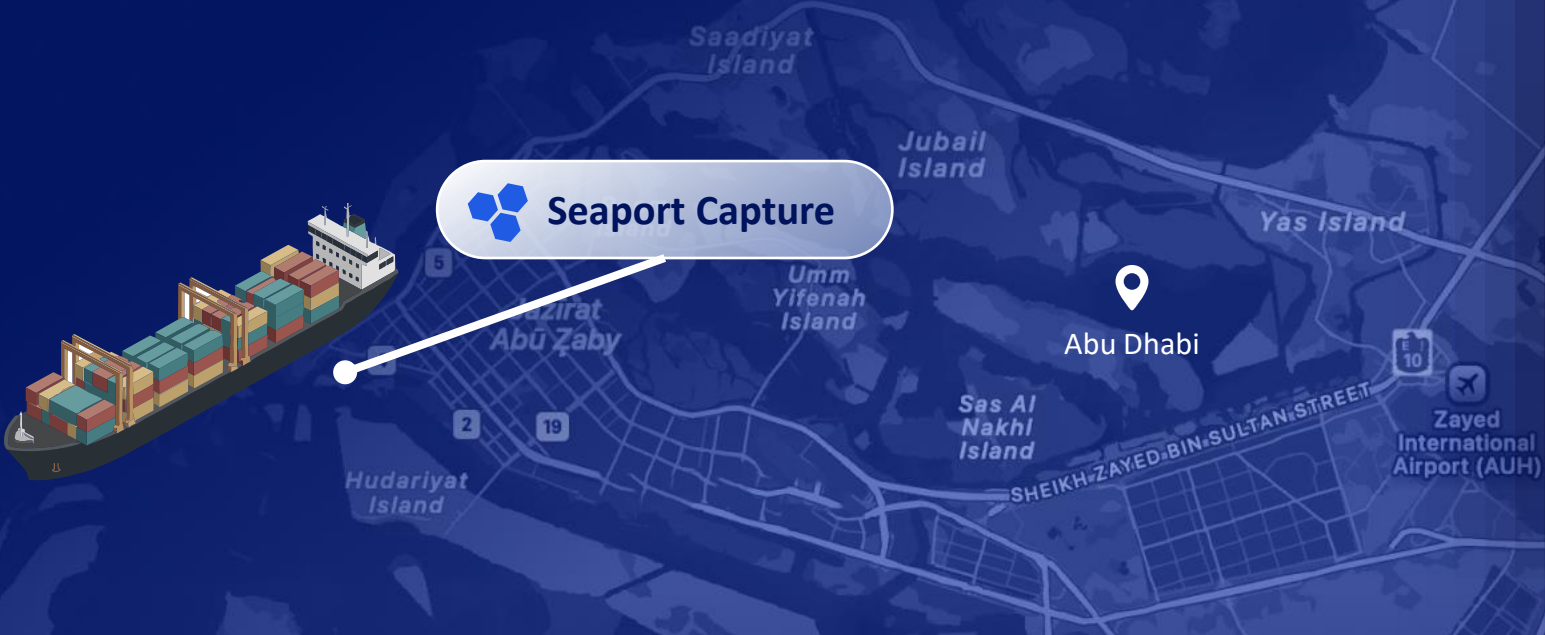 Saadiyat
Island
Jubail
Island
Seaport Capture
Yas Island
5
Umm
Yifenah
Island
Jazirat
Abū Z̧aby
Abu Dhabi
E
10
2
19
Sas Al
Nakhl
Island
SHEIKH ZAYED BIN SULTAN STREET
Zayed
International
Airport (AUH)
Hudariyat
Island